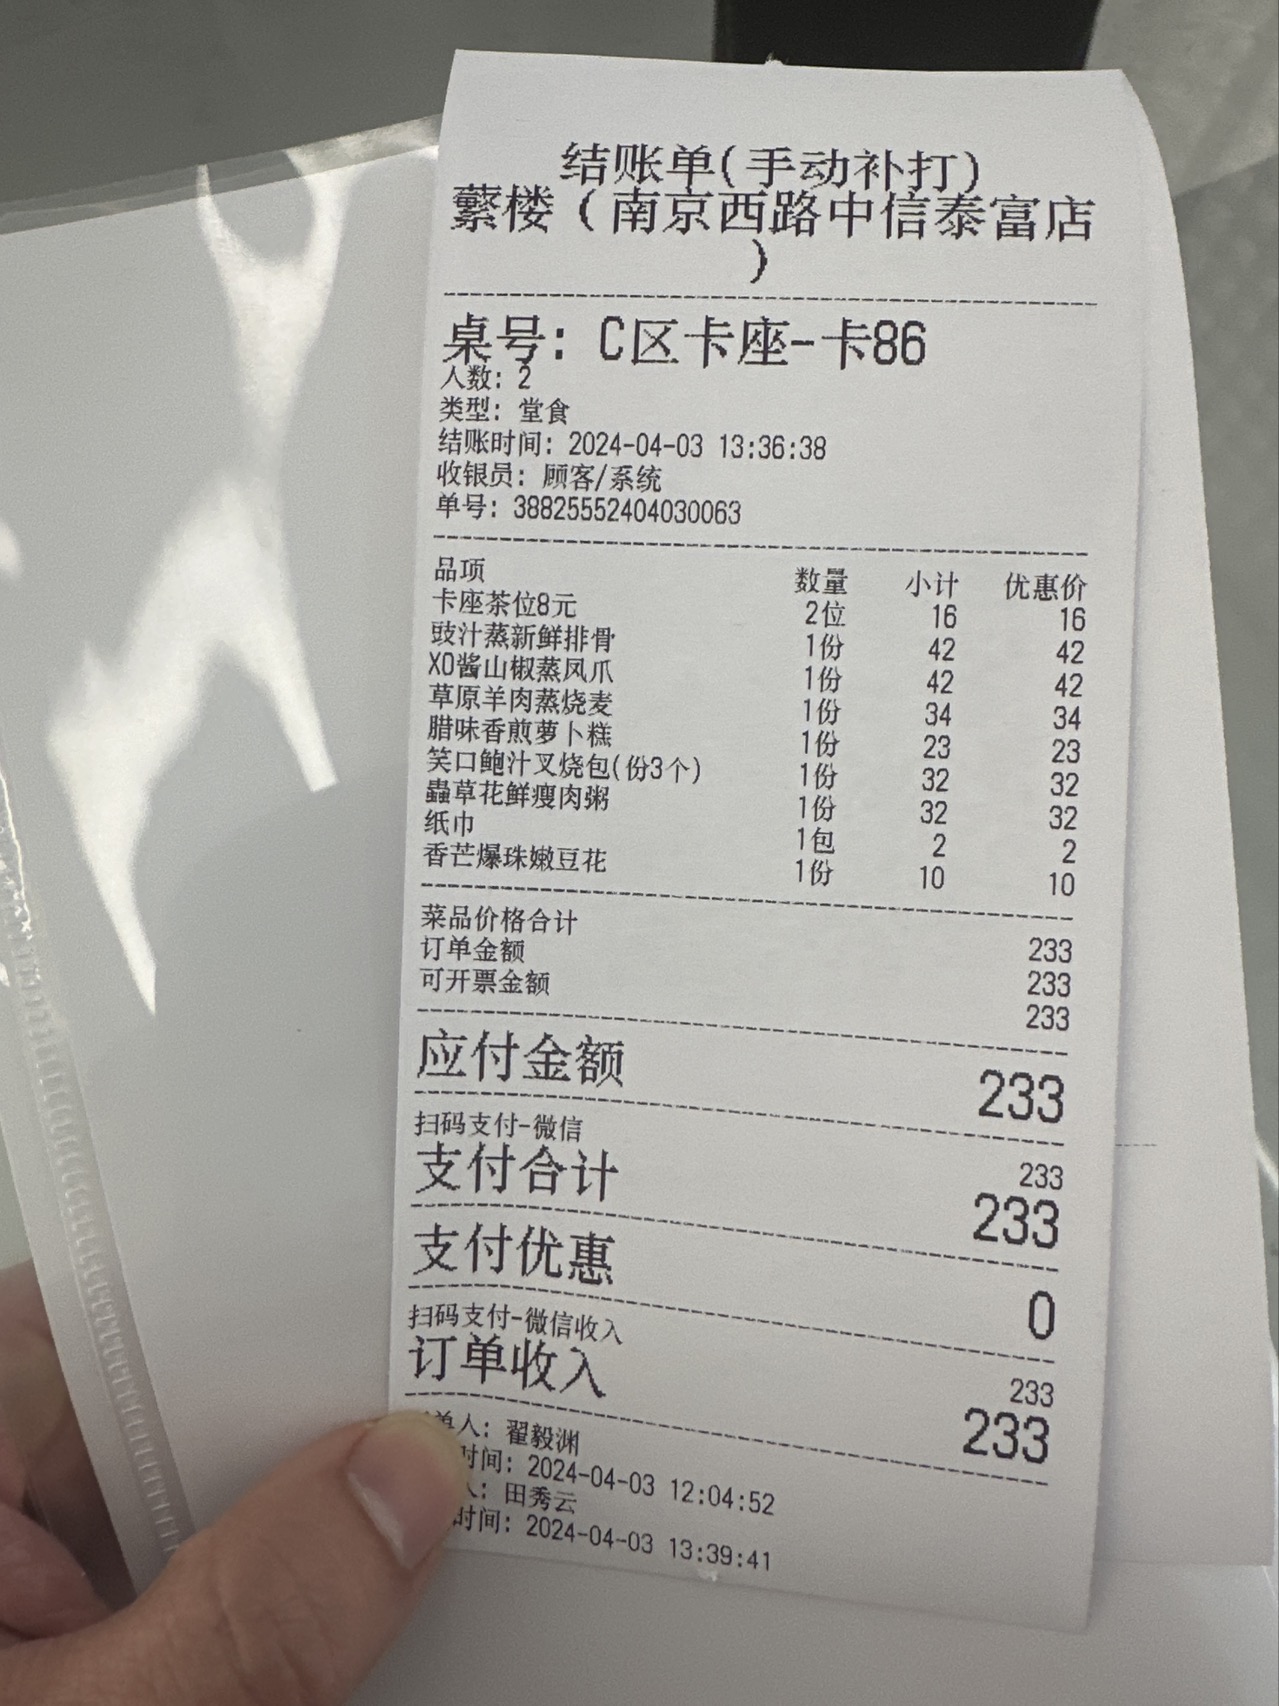 结账单(手动补打)
蘩楼（南京西路中信泰富店
）
桌号: C区卡座-卡86
人数: 2
类型: 堂食
结账时间: 2024-04-03 13:36:38
收银员: 顾客/系统
单号: 38825552404030063
品项 数量 小计 优惠价
卡座茶位8元 2位 16 16
豉汁蒸新鲜排骨 1份 42 42
XO酱山椒蒸凤爪 1份 42 42
草原羊肉蒸烧麦 1份 34 34
腊味香煎萝卜糕 1份 23 23
笑口鲍汁叉烧包(份3个) 1份 32 32
蟲草花鲜瘦肉粥 1份 32 32
纸巾 1包 2 2
香芒爆珠嫩豆花 1份 10 10
菜品价格合计 233
订单金额 233
可开票金额 233
应付金额 233
扫码支付-微信 233
支付合计 233
支付优惠 0
扫码支付-微信收入 233
订单收入 233
单人: 翟毅渊
时间: 2024-04-03 12:04:52
人: 田秀云
时间: 2024-04-03 13:39:41